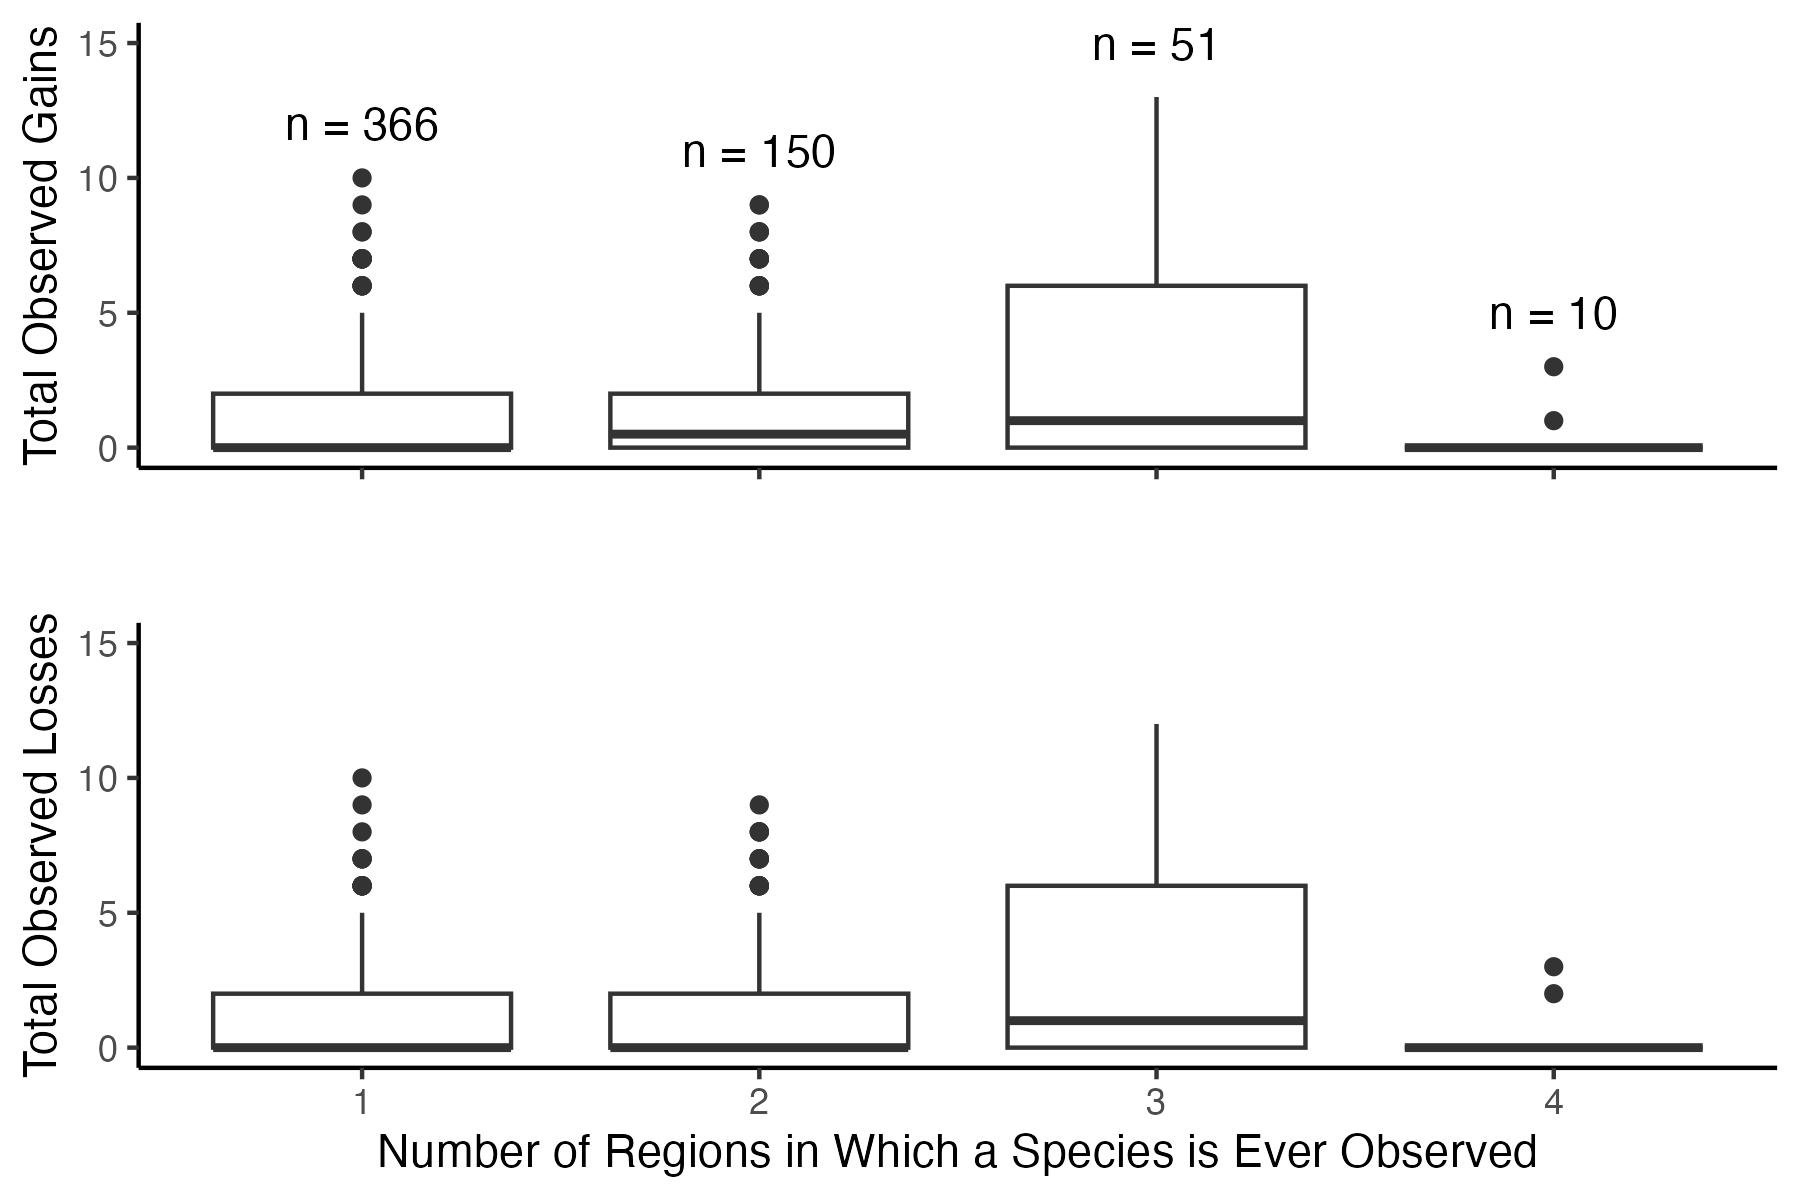 Total Observed Gains
15
10
5
0
n = 366
n = 150
n = 51
n = 10
Total Observed Losses
15
10
5
0
1
2
3
4
Number of Regions in Which a Species is Ever Observed